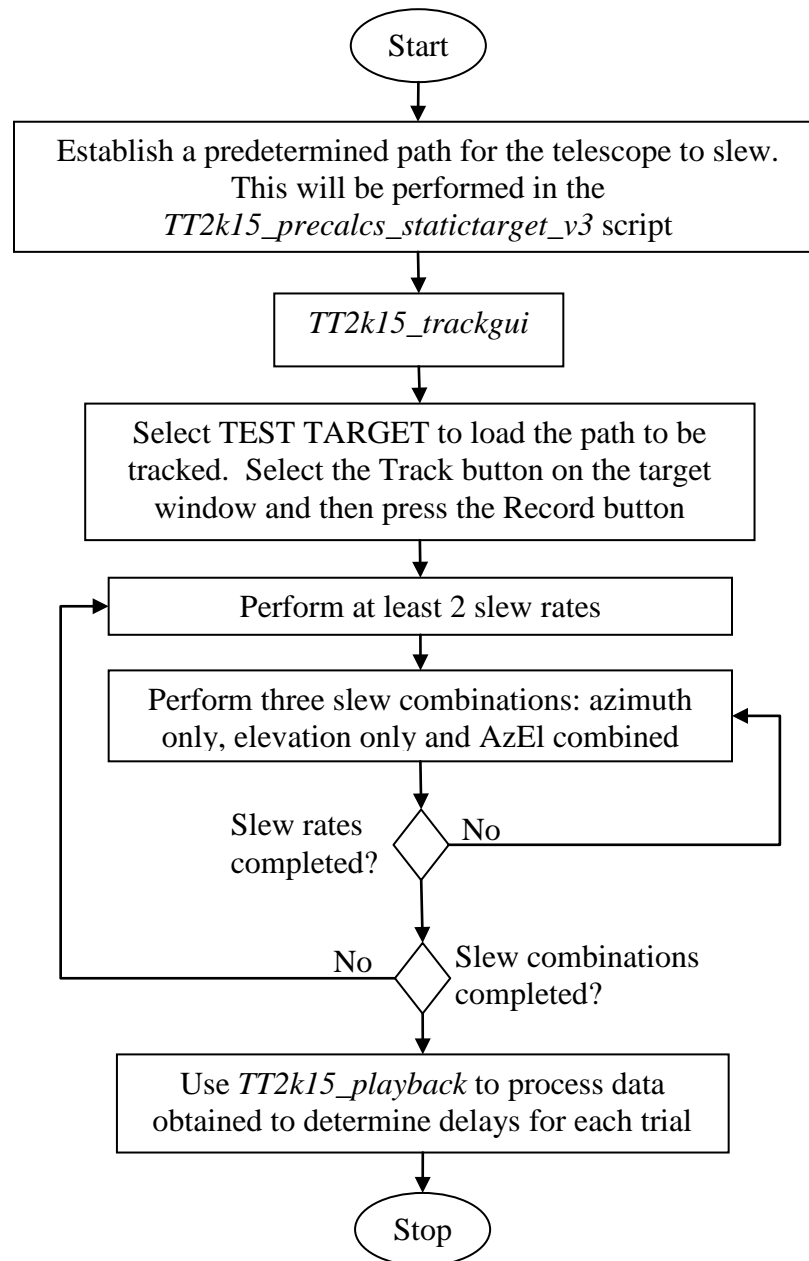 Start
Establish a predetermined path for the telescope to slew.
This will be performed in the
TT2k15_precalcs_statictarget_v3 script
TT2k15_trackgui
Select TEST TARGET to load the path to be
tracked. Select the Track button on the target
window and then press the Record button
Perform at least 2 slew rates
Perform three slew combinations: azimuth
only, elevation only and AzEl combined
Slew rates
completed?
No
No
Slew combinations
completed?
Use TT2k15_playback to process data
obtained to determine delays for each trial
Stop